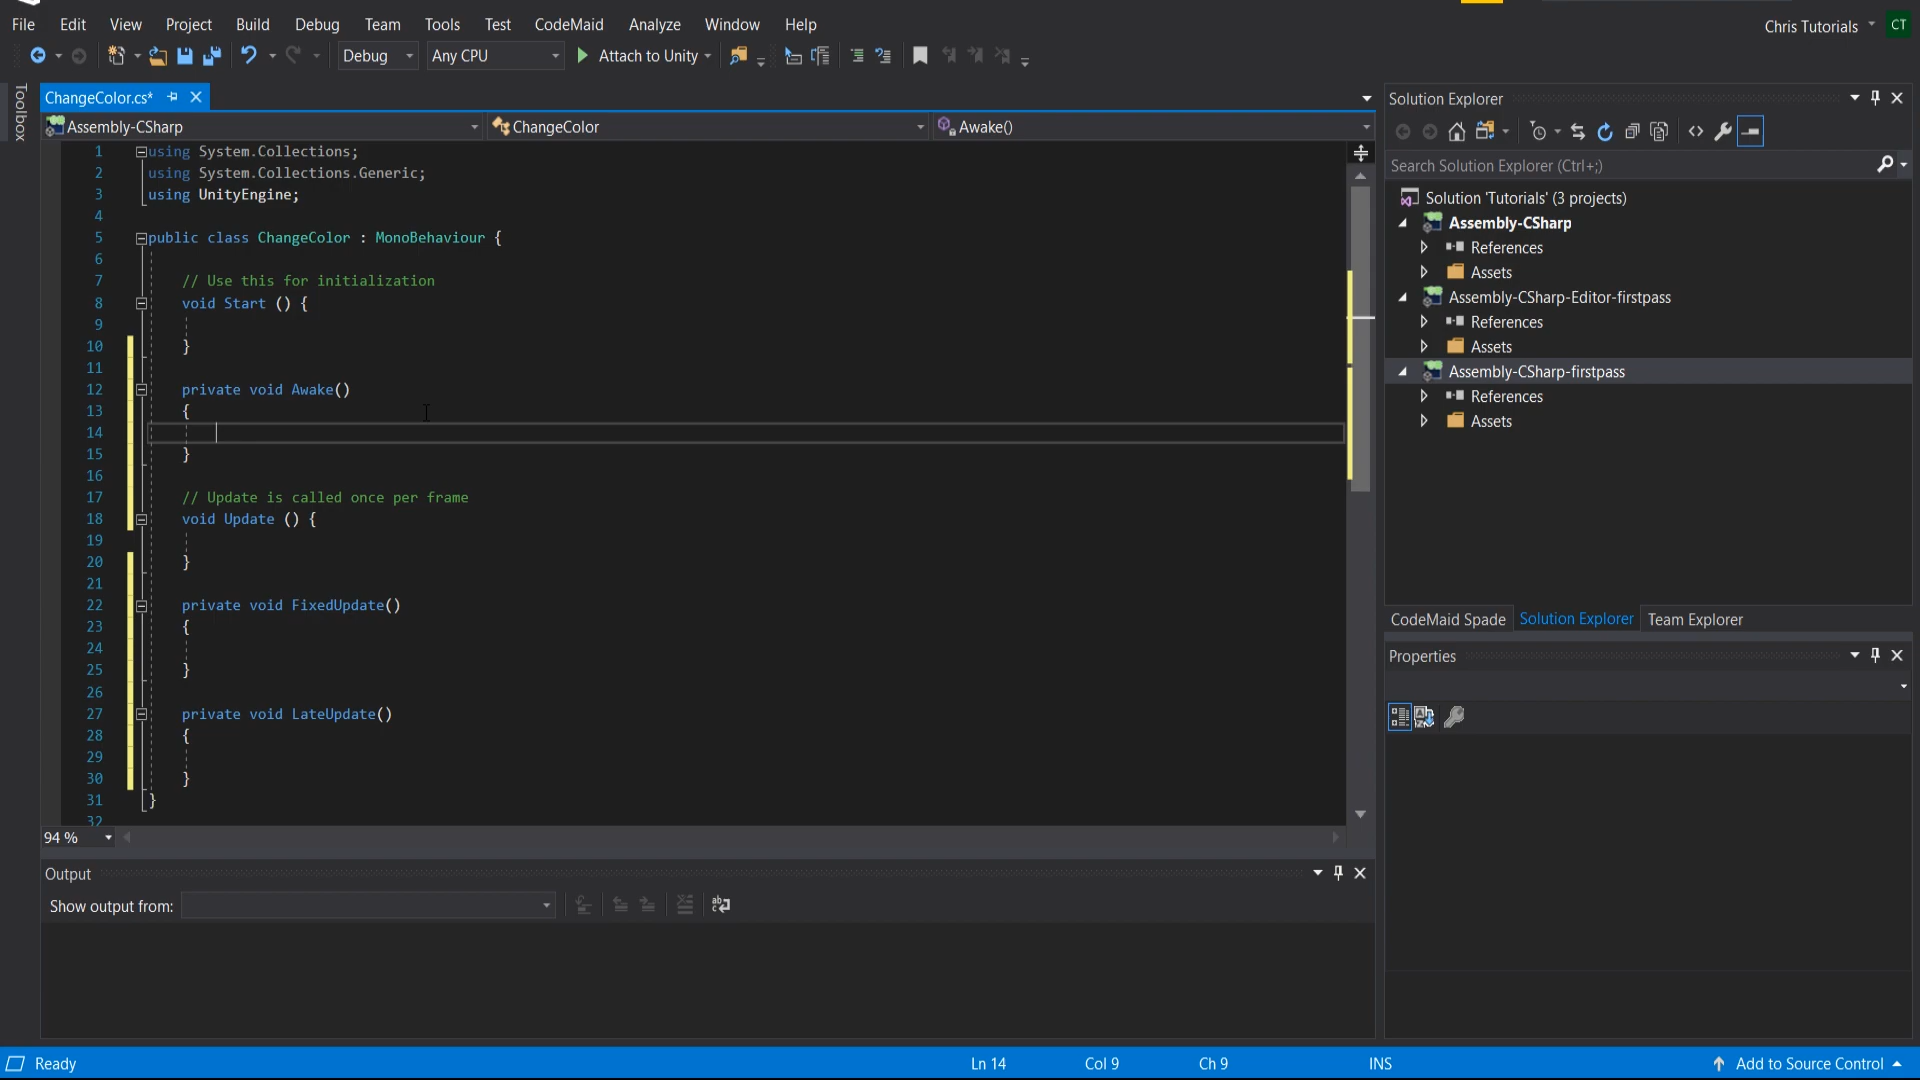 File Edit View Project Build Debug Team Tools Test CodeMaid Analyze Window Help
Chris Tutorials CT
Debug Any CPU Attach to Unity
Toolbox
ChangeColor.cs*
Assembly-CSharp ChangeColor Awake()
1 using System.Collections;
2 using System.Collections.Generic;
3 using UnityEngine;
4
5 public class ChangeColor : MonoBehaviour {
6
7 // Use this for initialization
8 void Start () {
9
10 }
11
12 private void Awake()
13 {
14
15 }
16
17 // Update is called once per frame
18 void Update () {
19
20 }
21
22 private void FixedUpdate()
23 {
24
25 }
26
27 private void LateUpdate()
28 {
29
30 }
31 }
32
94 %
Output
Show output from:
Solution Explorer
Search Solution Explorer (Ctrl+;)
Solution 'Tutorials' (3 projects)
Assembly-CSharp
References
Assets
Assembly-CSharp-Editor-firstpass
References
Assets
Assembly-CSharp-firstpass
References
Assets
CodeMaid Spade Solution Explorer Team Explorer
Properties
Ready Ln 14 Col 9 Ch 9 INS Add to Source Control